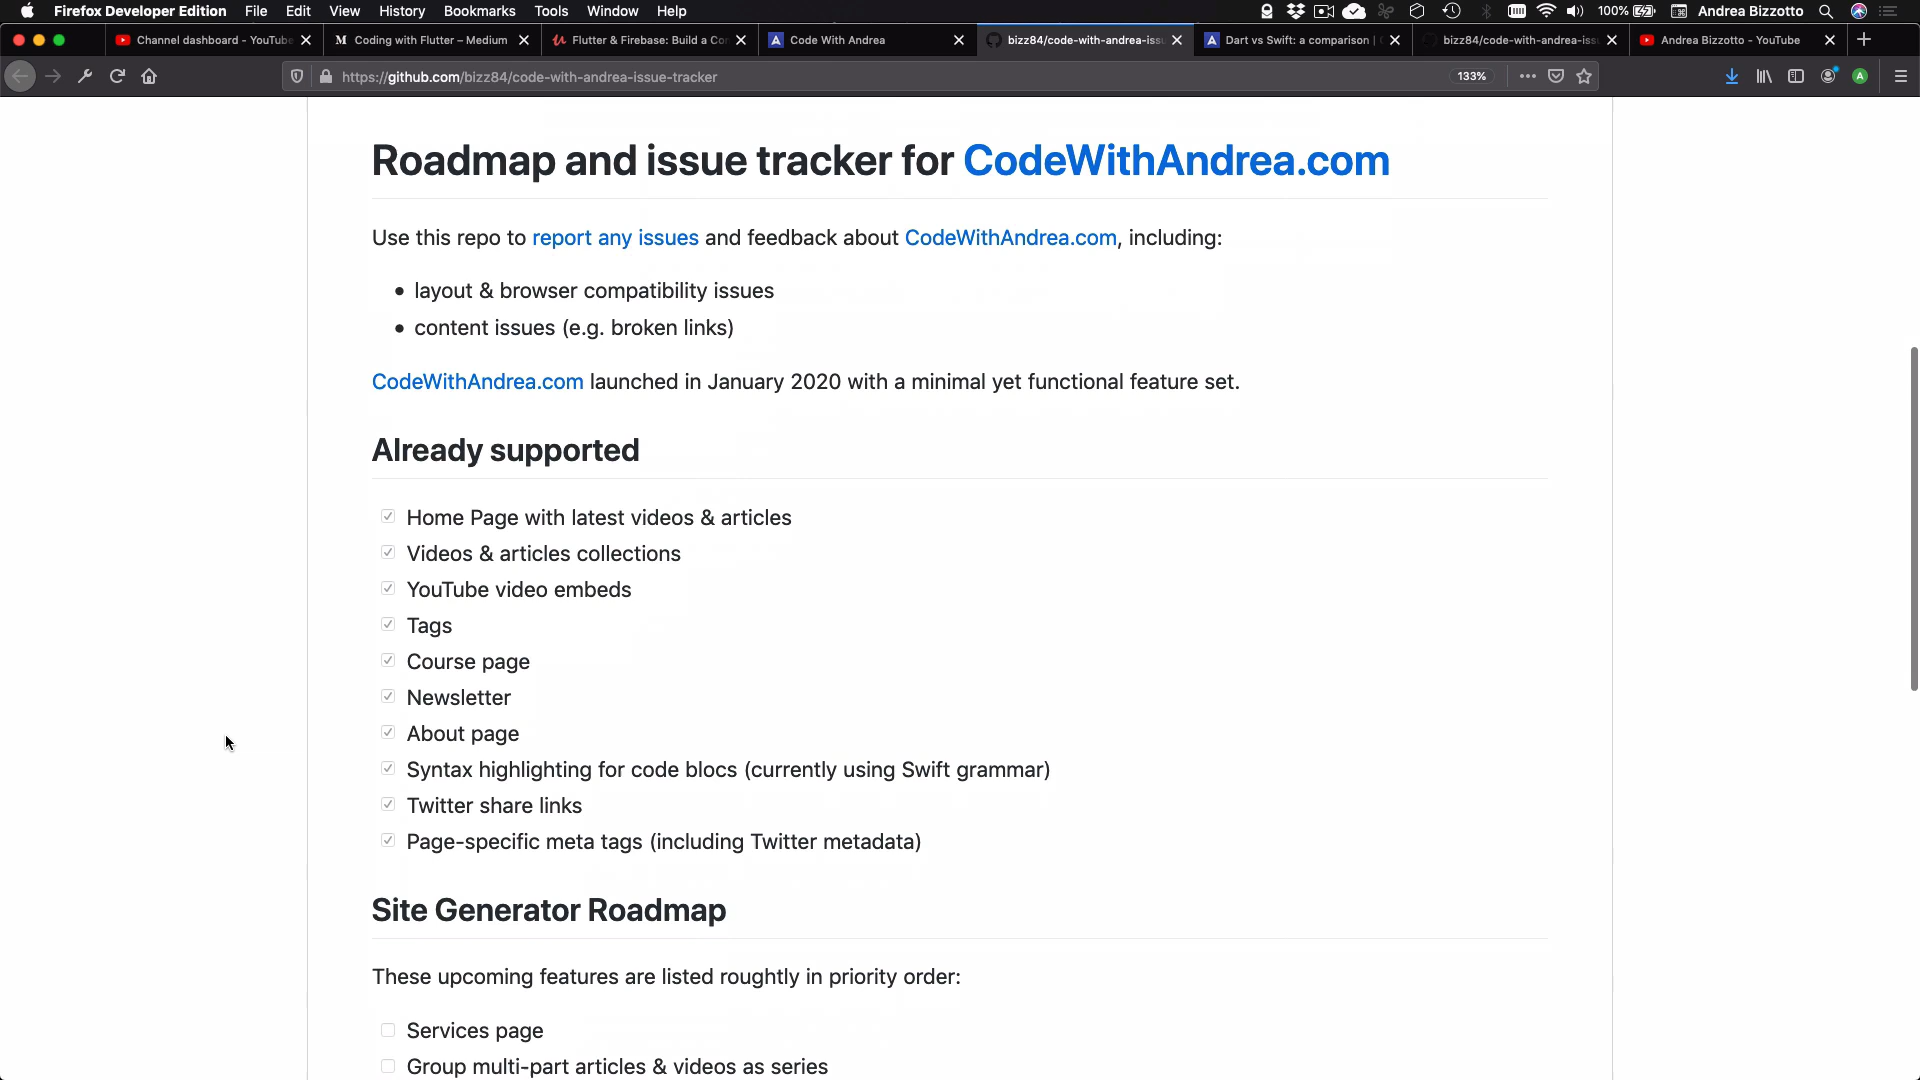 Firefox Developer Edition File Edit View History Bookmarks Tools Window Help 100% Andrea Bizzotto
Channel dashboard - YouTube
Coding with Flutter – Medium
Flutter & Firebase: Build a Co
Code With Andrea
bizz84/code-with-andrea-iss
Dart vs Swift: a comparison |
bizz84/code-with-andrea-iss
Andrea Bizzotto - YouTube
https://github.com/bizz84/code-with-andrea-issue-tracker 133% A
Roadmap and issue tracker for CodeWithAndrea.com
Use this repo to report any issues and feedback about CodeWithAndrea.com, including:
• layout & browser compatibility issues
• content issues (e.g. broken links)
CodeWithAndrea.com launched in January 2020 with a minimal yet functional feature set.
Already supported
Home Page with latest videos & articles
Videos & articles collections
YouTube video embeds
Tags
Course page
Newsletter
About page
Syntax highlighting for code blocs (currently using Swift grammar)
Twitter share links
Page-specific meta tags (including Twitter metadata)
Site Generator Roadmap
These upcoming features are listed roughtly in priority order:
Services page
Group multi-part articles & videos as series